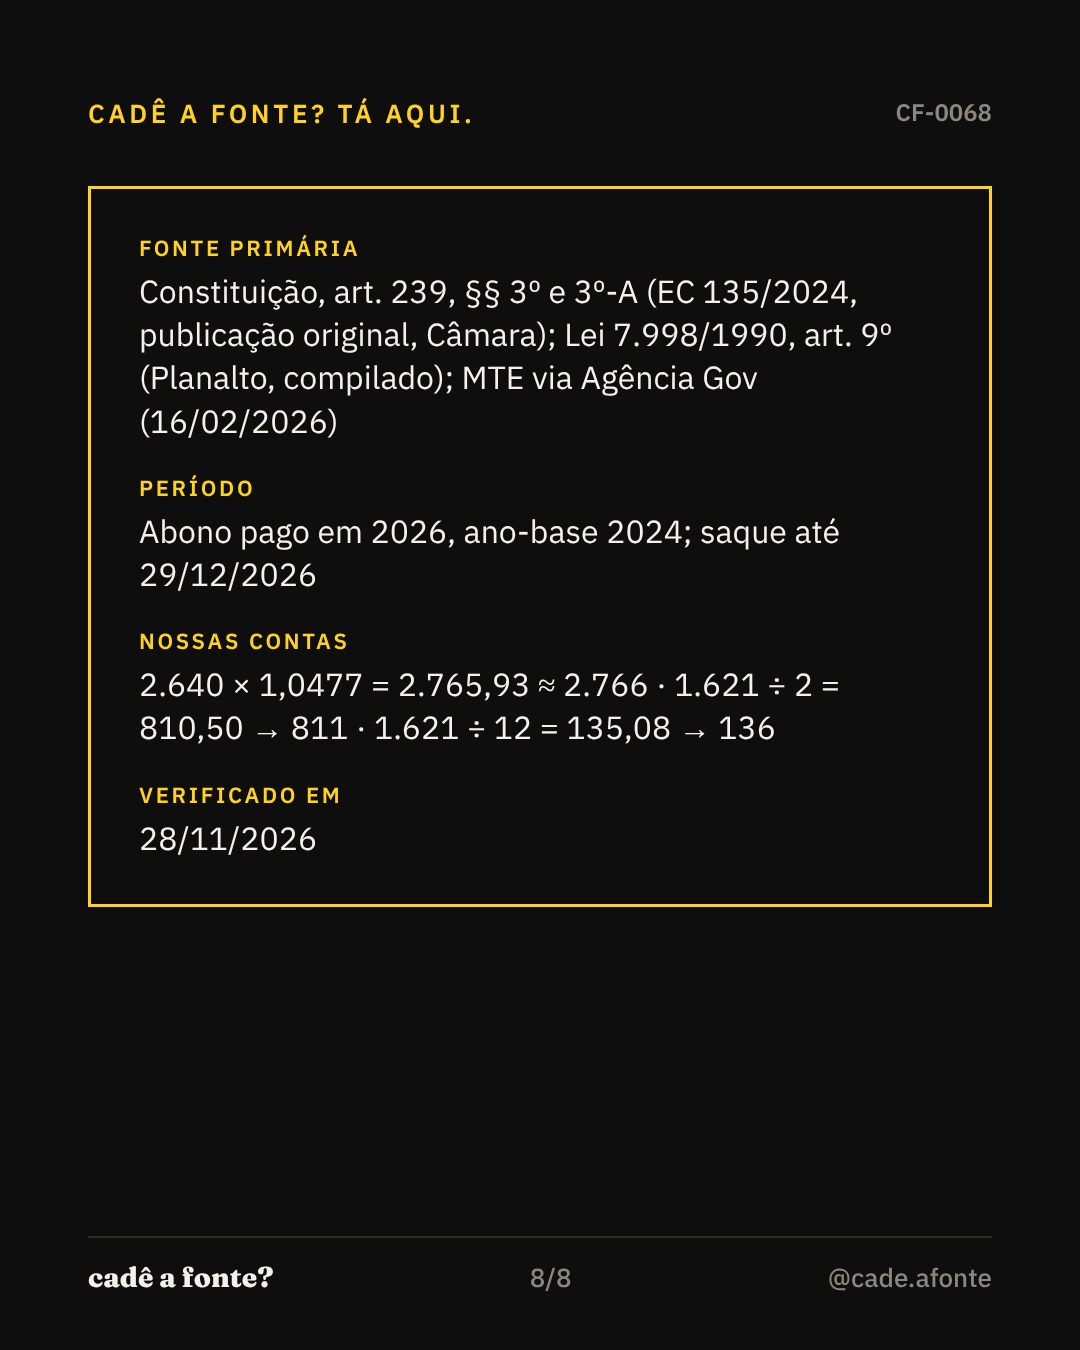 CADÊ A FONTE? TÁ AQUI.
CF-0068
FONTE PRIMÁRIA
Constituição, art. 239, §§ 3º e 3º-A (EC 135/2024,
publicação original, Câmara); Lei 7.998/1990, art. 9º
(Planalto, compilado); MTE via Agência Gov
(16/02/2026)
PERÍODO
Abono pago em 2026, ano-base 2024; saque até
29/12/2026
NOSSAS CONTAS
2.640 × 1,0477 = 2.765,93 ≈ 2.766 · 1.621 ÷ 2 =
810,50 → 811 · 1.621 ÷ 12 = 135,08 → 136
VERIFICADO EM
28/11/2026
cadê a fonte?
8/8
@cade.afonte